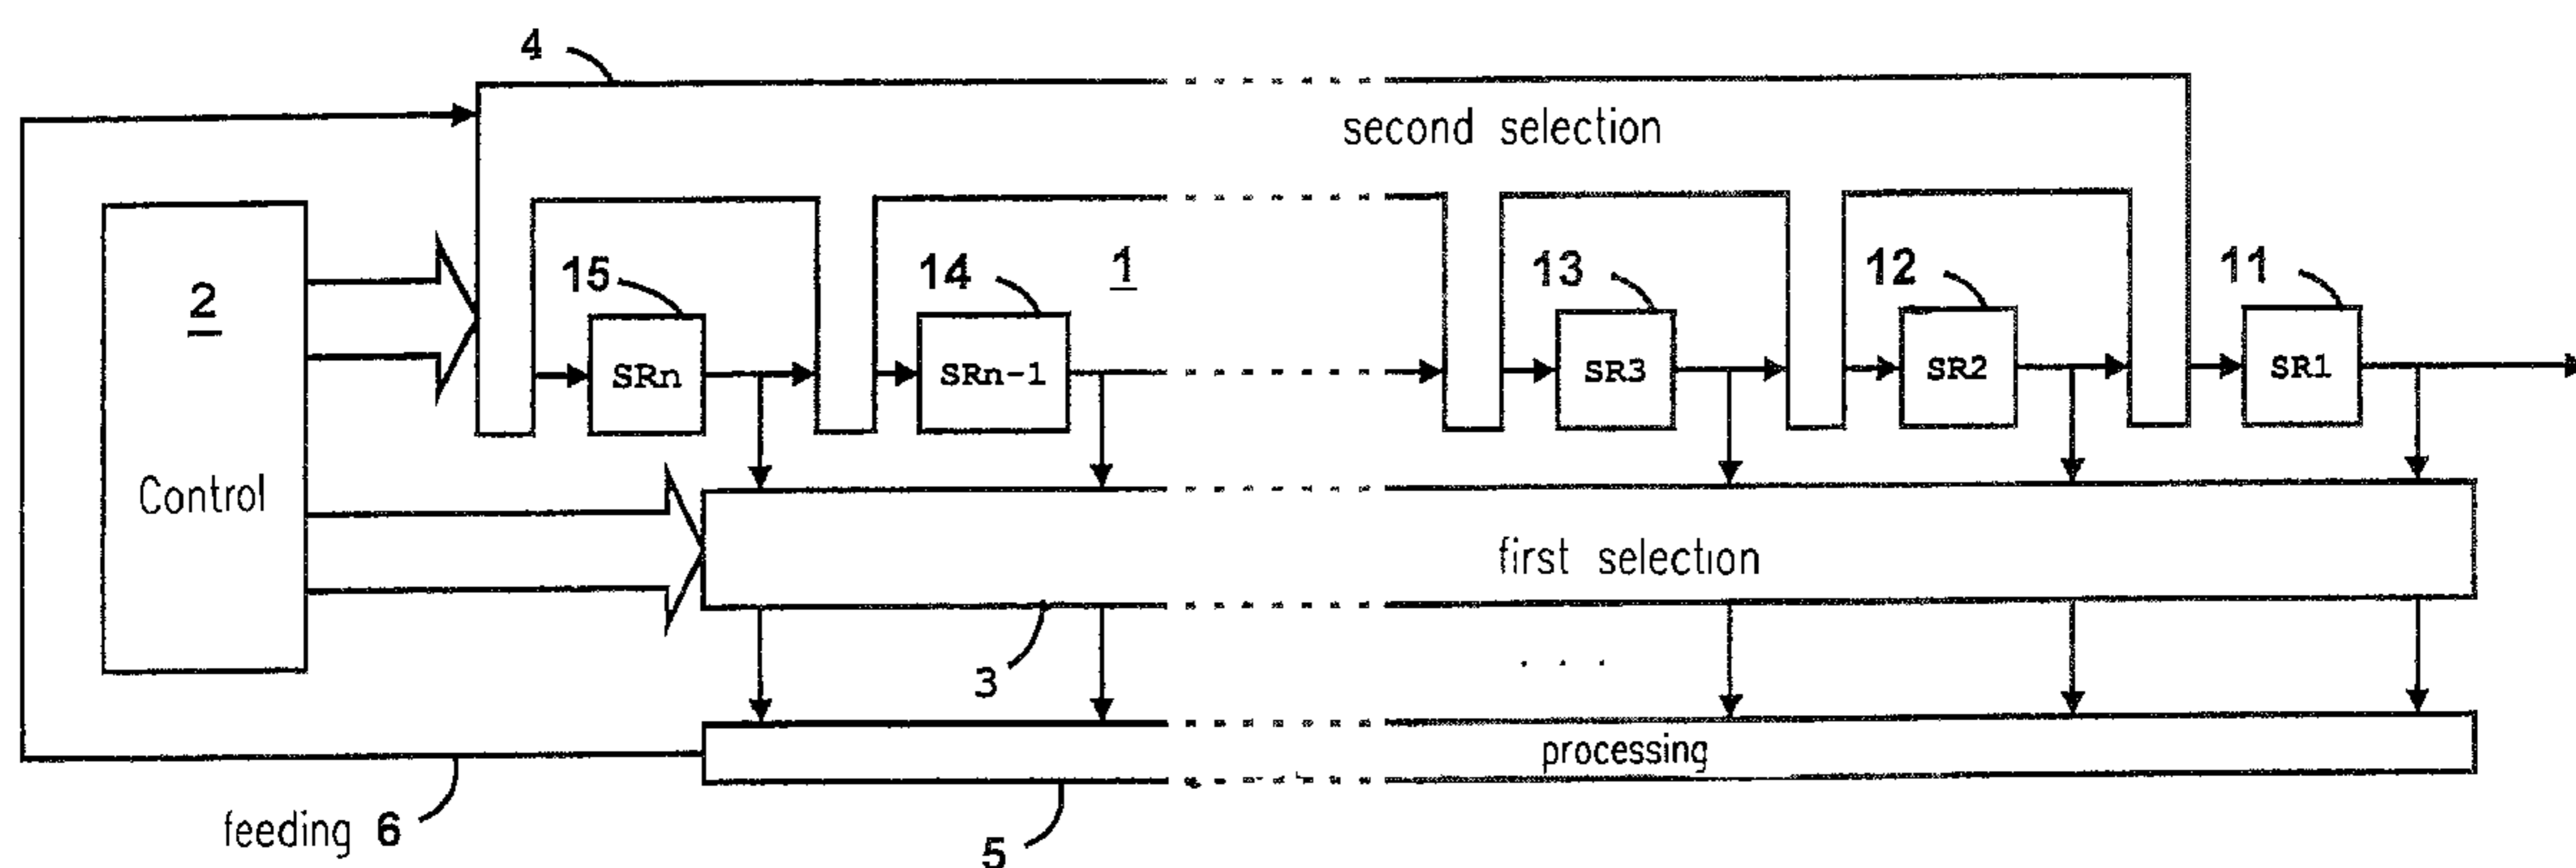 4
second selection
15
14
1
13
12
11
2
SRn
SRn-1
SR3
SR2
SR1
Control
first selection
3
. . .
processing
feeding 6
5